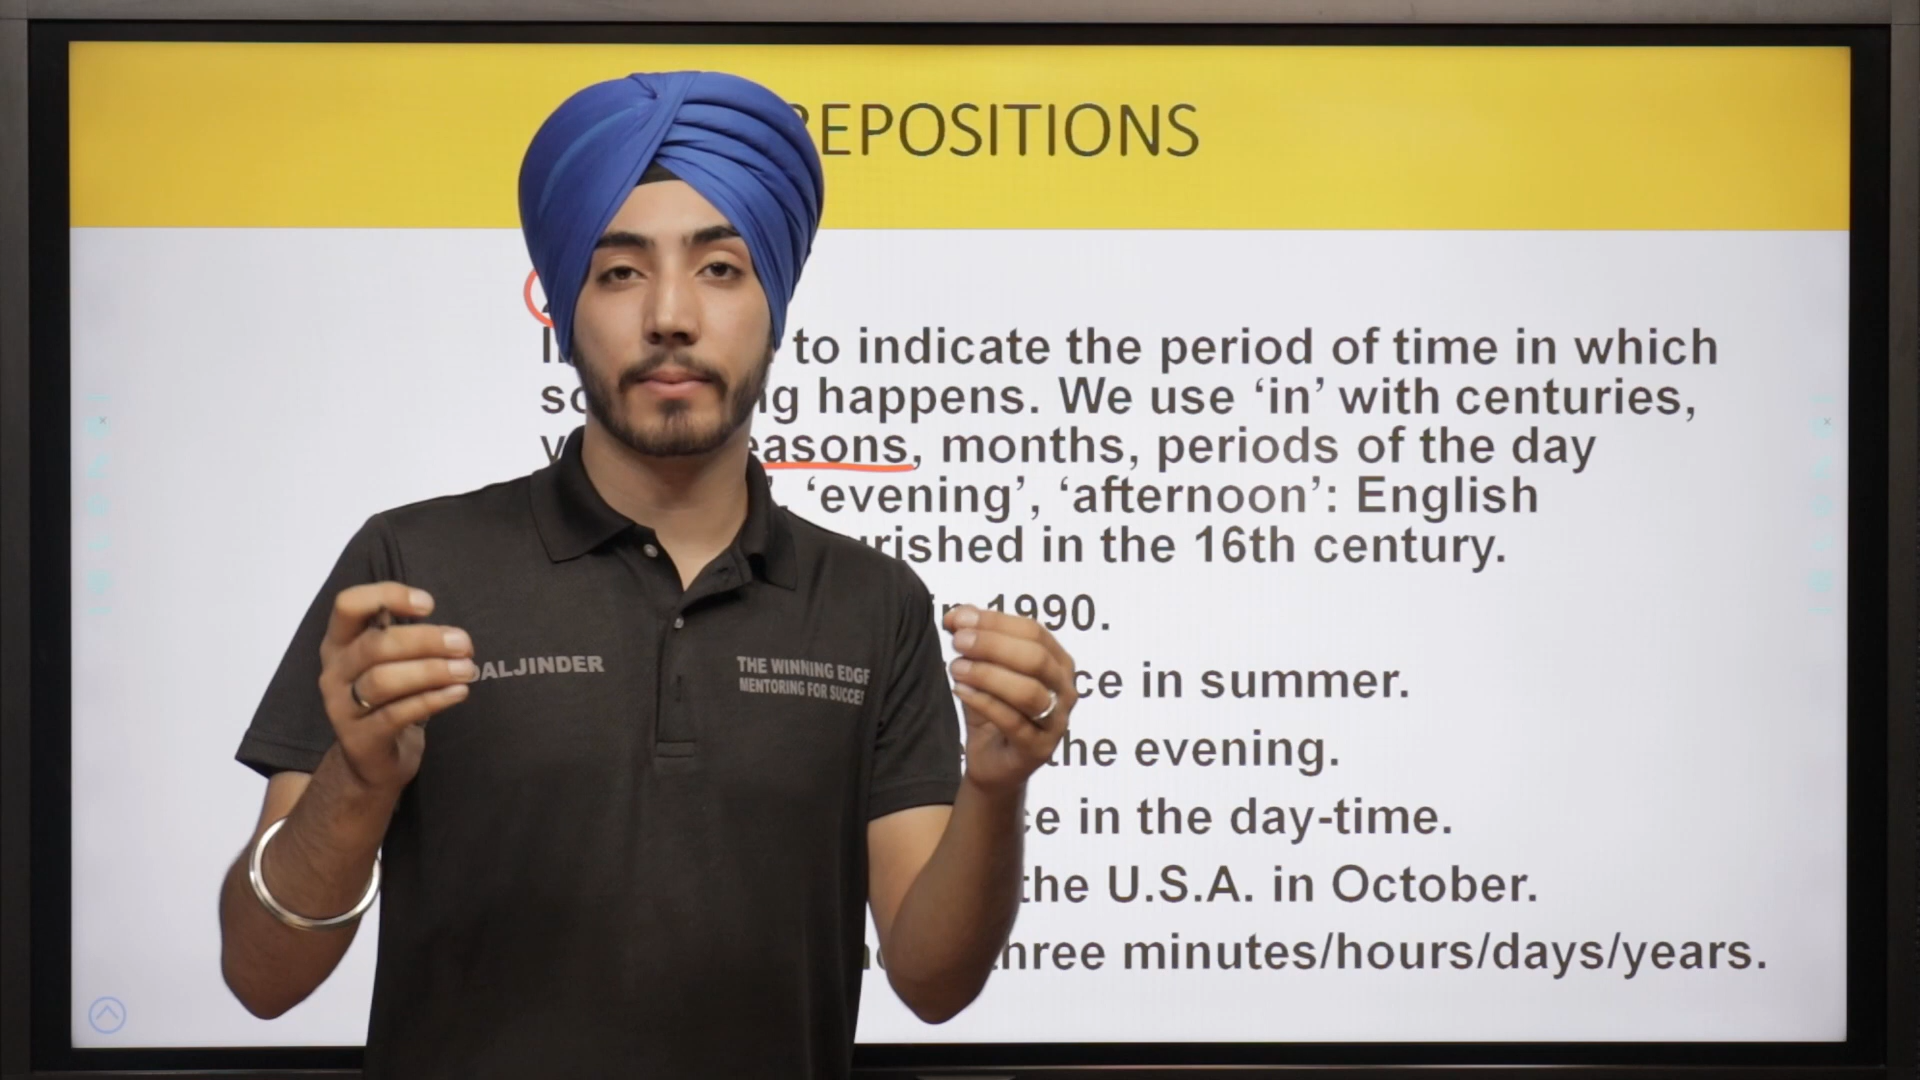 REPOSITIONS
to indicate the period of time in which
happens. We use ‘in’ with centuries,
easons, months, periods of the day
‘evening’, ‘afternoon’: English
urished in the 16th century.
in 1990.
ce in summer.
the evening.
ce in the day-time.
the U.S.A. in October.
three minutes/hours/days/years.
DALJINDER
THE WINNING EDGE
MENTORING FOR SUCCE